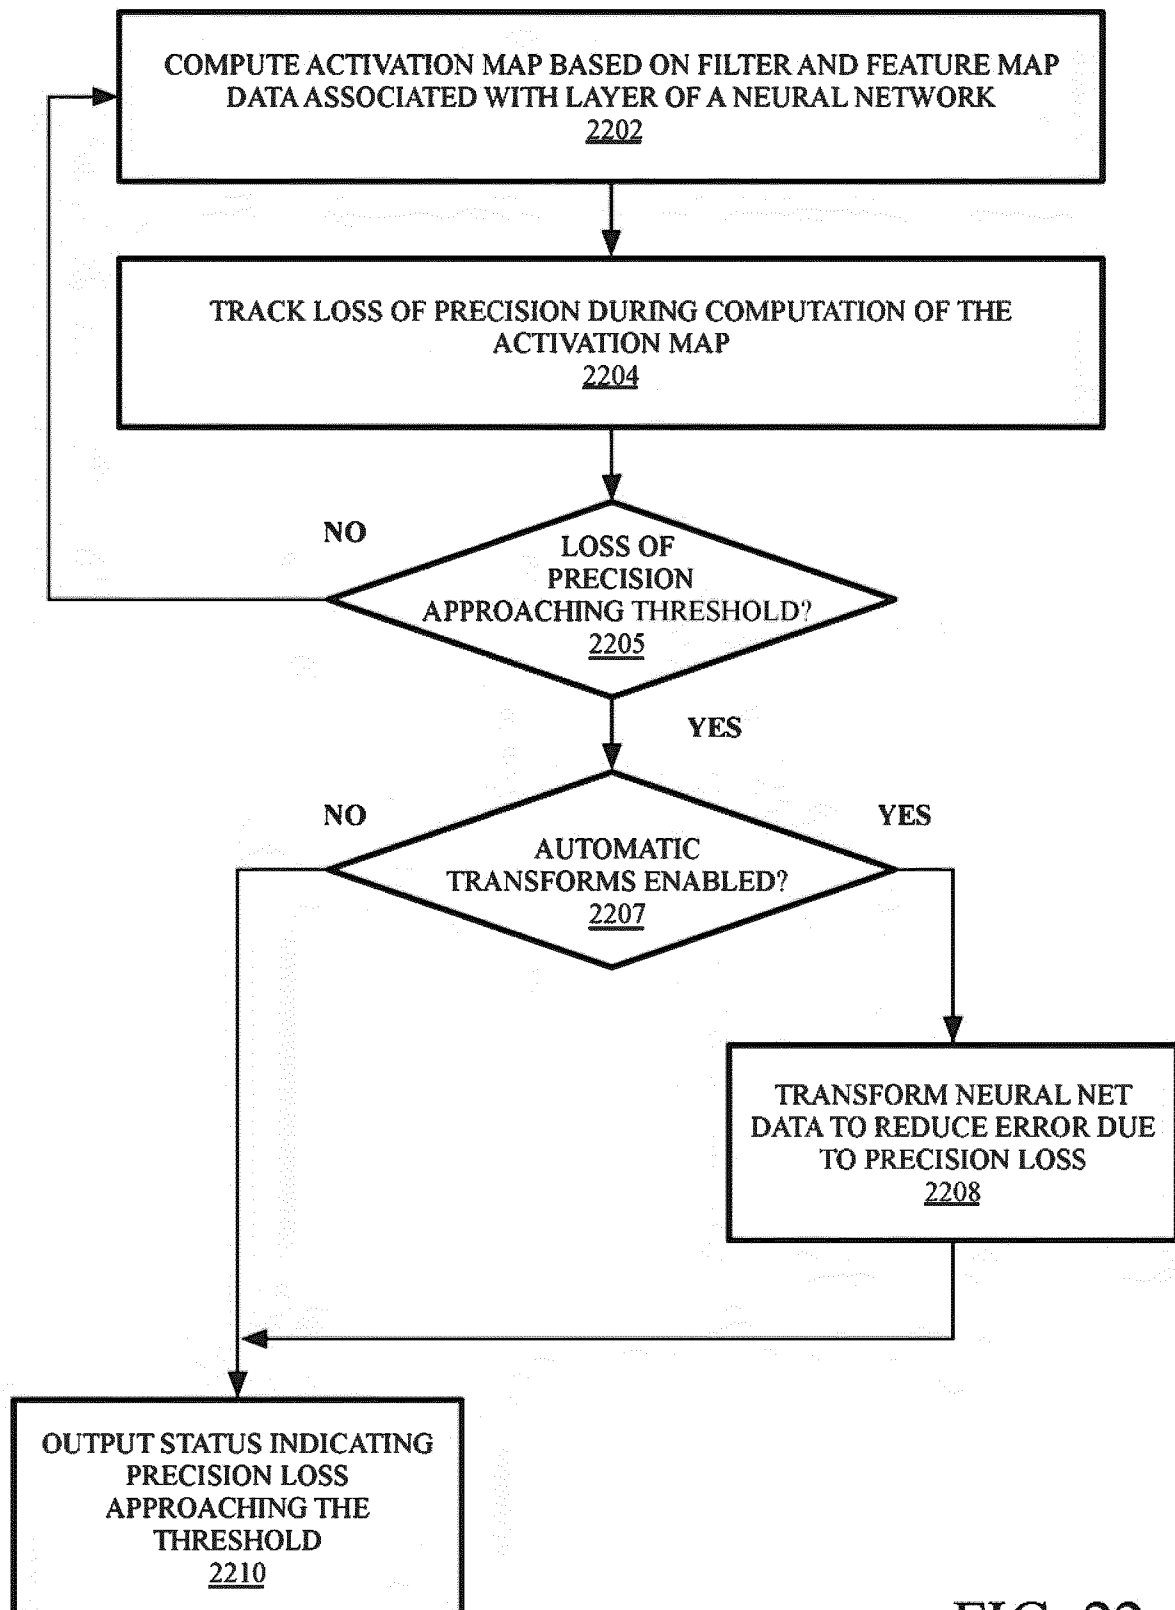 COMPUTE ACTIVATION MAP BASED ON FILTER AND FEATURE MAP
DATA ASSOCIATED WITH LAYER OF A NEURAL NETWORK
2202
TRACK LOSS OF PRECISION DURING COMPUTATION OF THE
ACTIVATION MAP
2204
NO
LOSS OF
PRECISION
APPROACHING THRESHOLD?
2205
YES
NO
YES
AUTOMATIC
TRANSFORMS ENABLED?
2207
TRANSFORM NEURAL NET
DATA TO REDUCE ERROR DUE
TO PRECISION LOSS
2208
OUTPUT STATUS INDICATING
PRECISION LOSS
APPROACHING THE
THRESHOLD
2210
FIG. 22